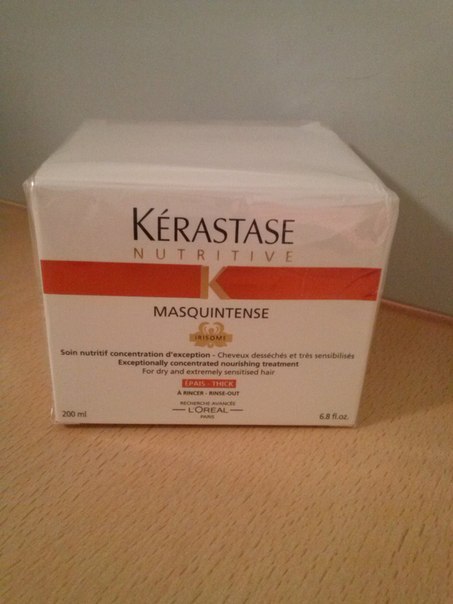 KÉRASTASE
NUTRITIVE
K
MASQUINTENSE
IRISOME
Soin nutritif concentration d'exception - Cheveux desséchés et très sensibilisés
Exceptionally concentrated nourishing treatment
For dry and extremely sensitised hair
ÉPAIS - THICK
À RINCER - RINSE-OUT
RECHERCHE AVANCÉE
L'ORÉAL
PARIS
200 ml 6.8 fl.oz.